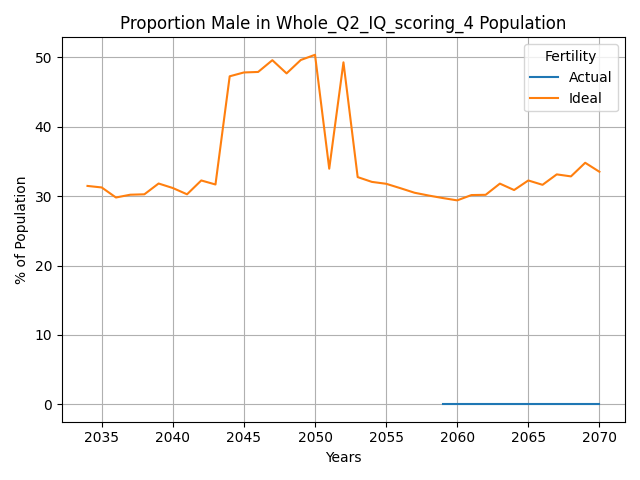 Proportion Male in Whole_Q2_IQ_scoring_4 Population
Fertility
Actual
Ideal
% of Population
50
40
30
20
10
0
2035 2040 2045 2050 2055 2060 2065 2070
Years